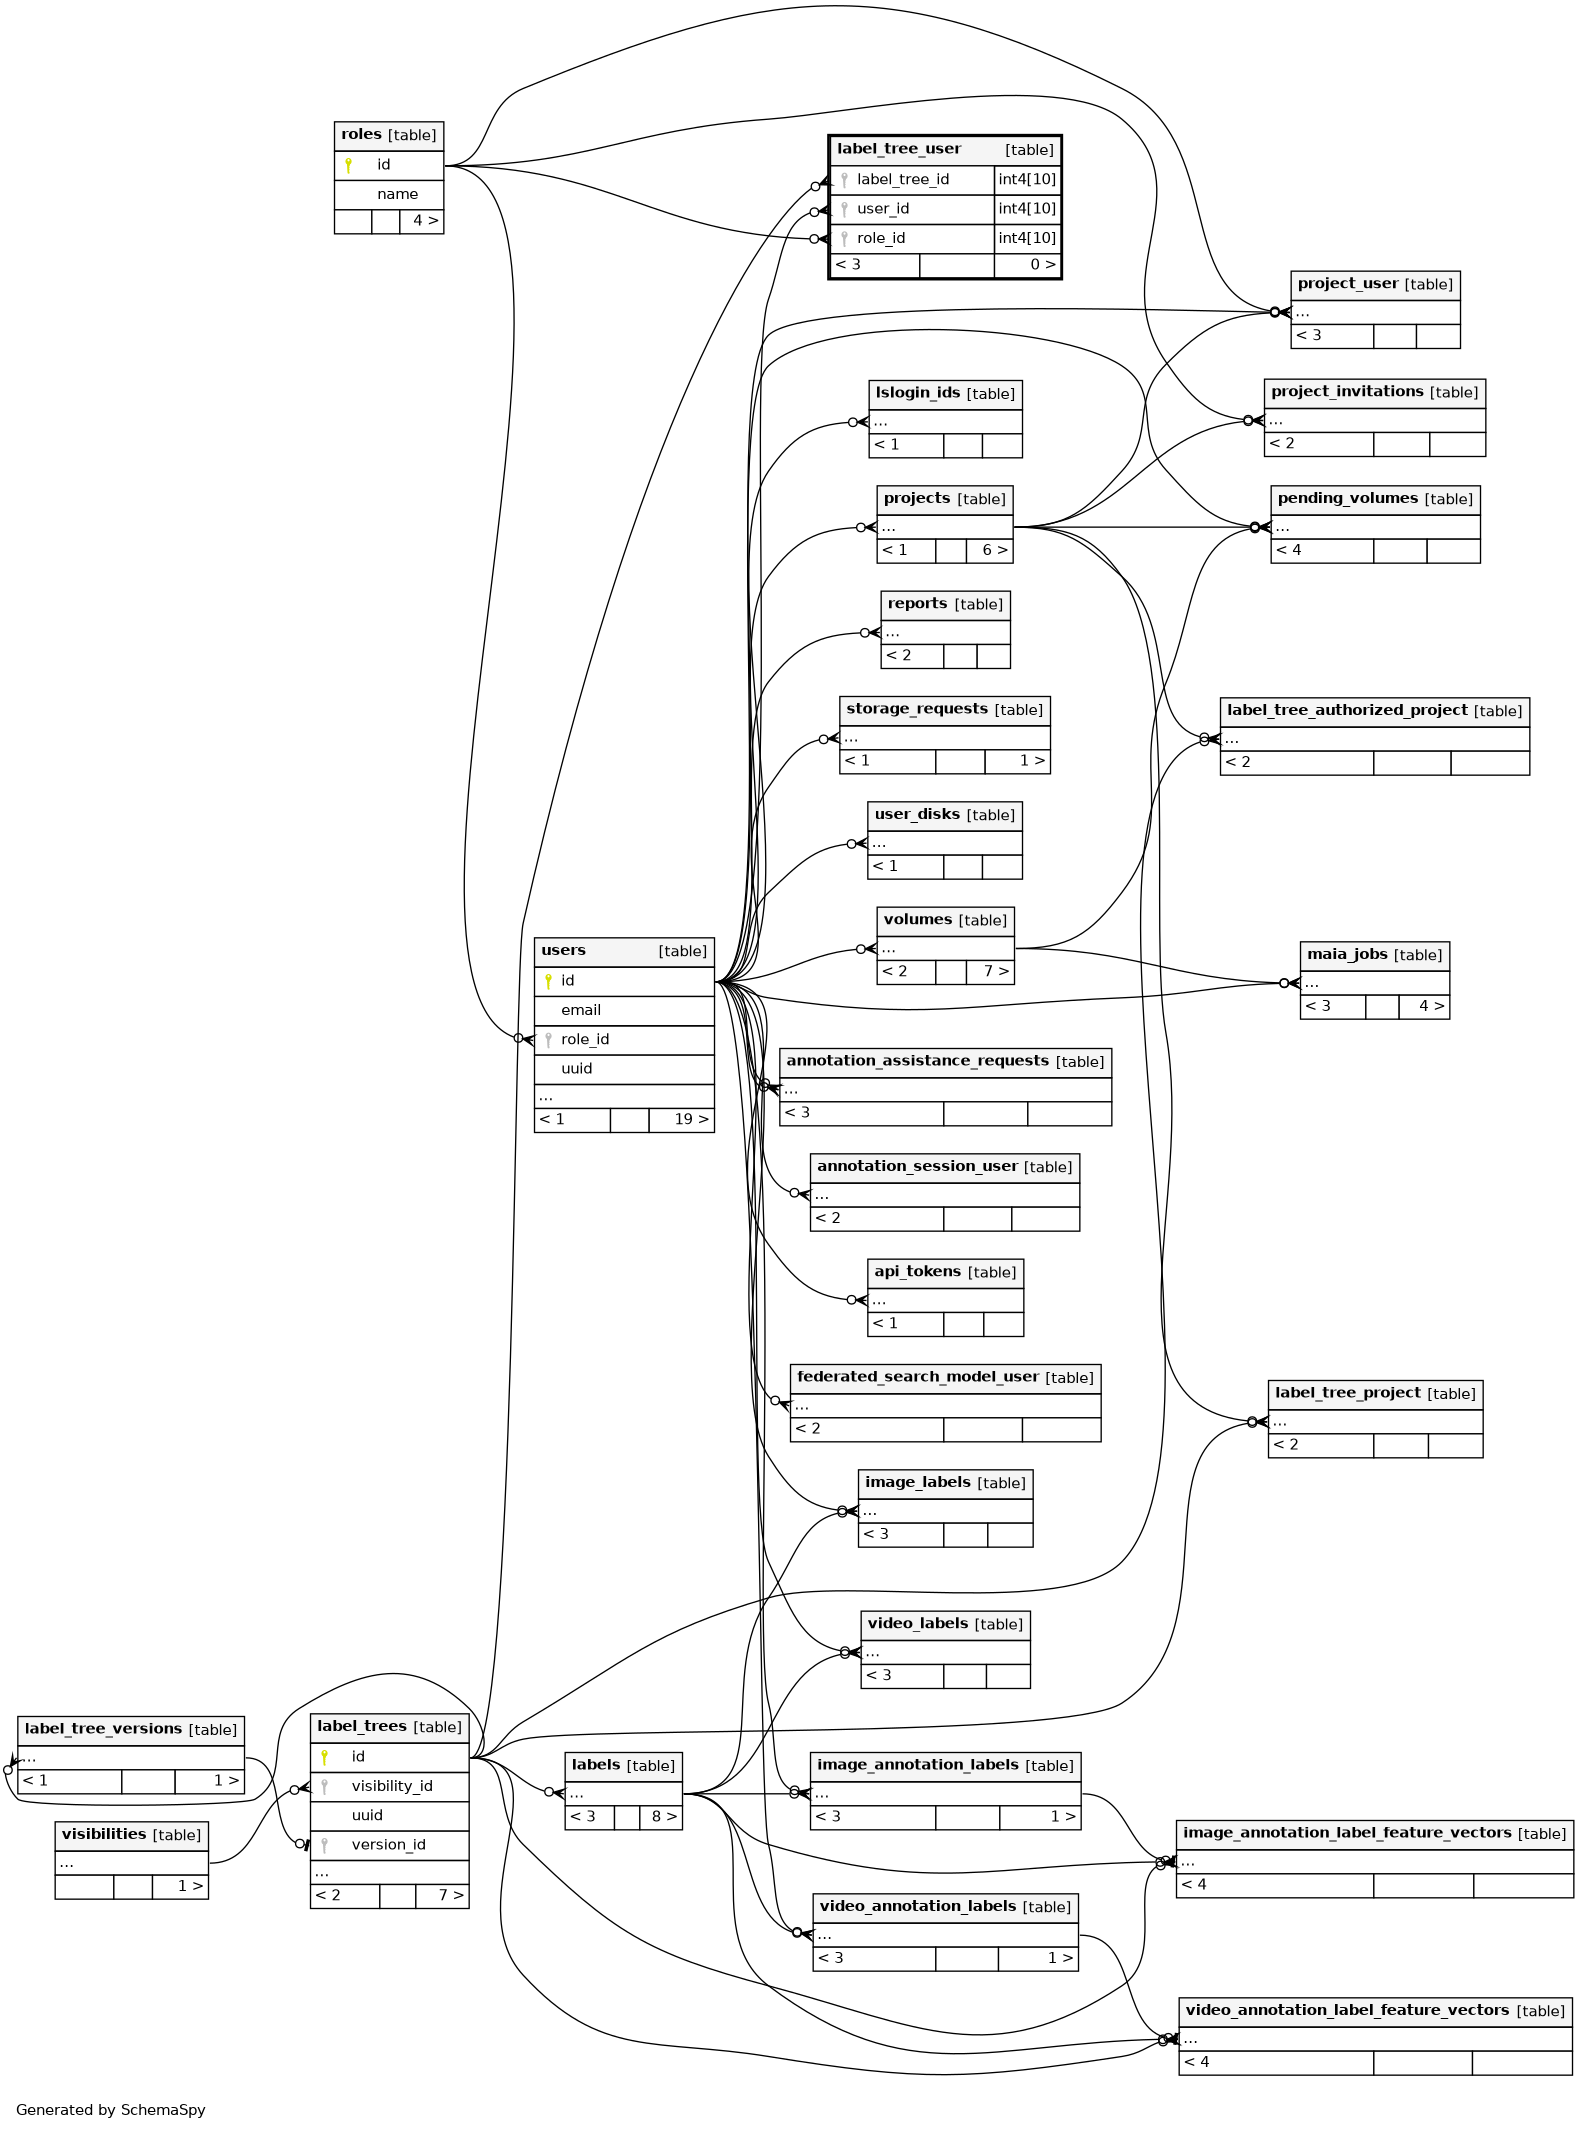 roles [table]
id
name
4 >
label_tree_user [table]
label_tree_id int4[10]
user_id int4[10]
role_id int4[10]
< 3 0 >
project_user [table]
...
< 3
lslogin_ids [table]
...
< 1
project_invitations [table]
...
< 2
projects [table]
...
< 1 6 >
pending_volumes [table]
...
< 4
reports [table]
...
< 2
storage_requests [table]
...
< 1 1 >
label_tree_authorized_project [table]
...
< 2
user_disks [table]
...
< 1
volumes [table]
...
< 2 7 >
users [table]
id
email
role_id
uuid
...
< 1 19 >
maia_jobs [table]
...
< 3 4 >
annotation_assistance_requests [table]
...
< 3
annotation_session_user [table]
...
< 2
api_tokens [table]
...
< 1
federated_search_model_user [table]
...
< 2
label_tree_project [table]
...
< 2
image_labels [table]
...
< 3
video_labels [table]
...
< 3
label_tree_versions [table]
...
< 1 1 >
label_trees [table]
id
visibility_id
uuid
version_id
...
< 2 7 >
labels [table]
...
< 3 8 >
image_annotation_labels [table]
...
< 3 1 >
visibilities [table]
...
1 >
image_annotation_label_feature_vectors [table]
...
< 4
video_annotation_labels [table]
...
< 3 1 >
video_annotation_label_feature_vectors [table]
...
< 4
Generated by SchemaSpy